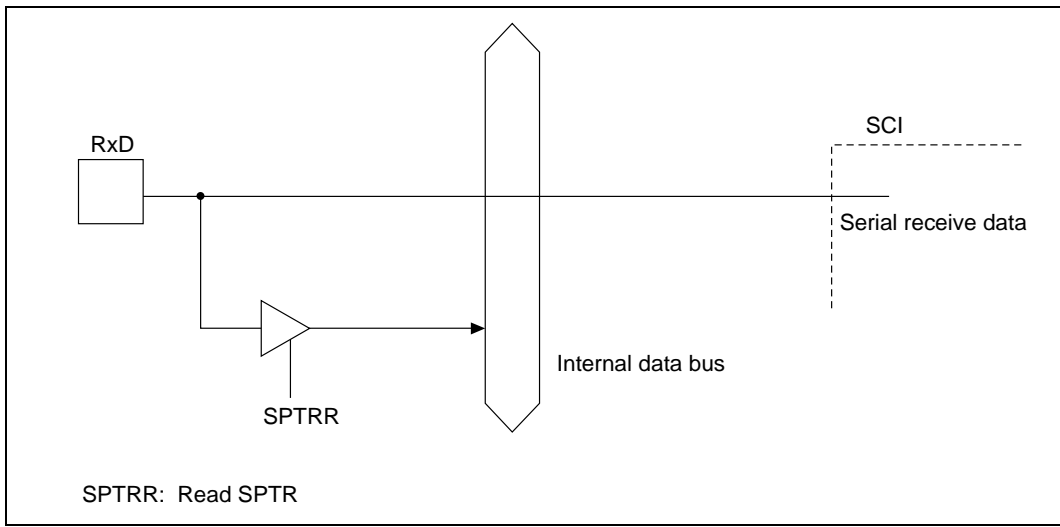 RxD
SCI
Serial receive data
Internal data bus
SPTRR
SPTRR: Read SPTR